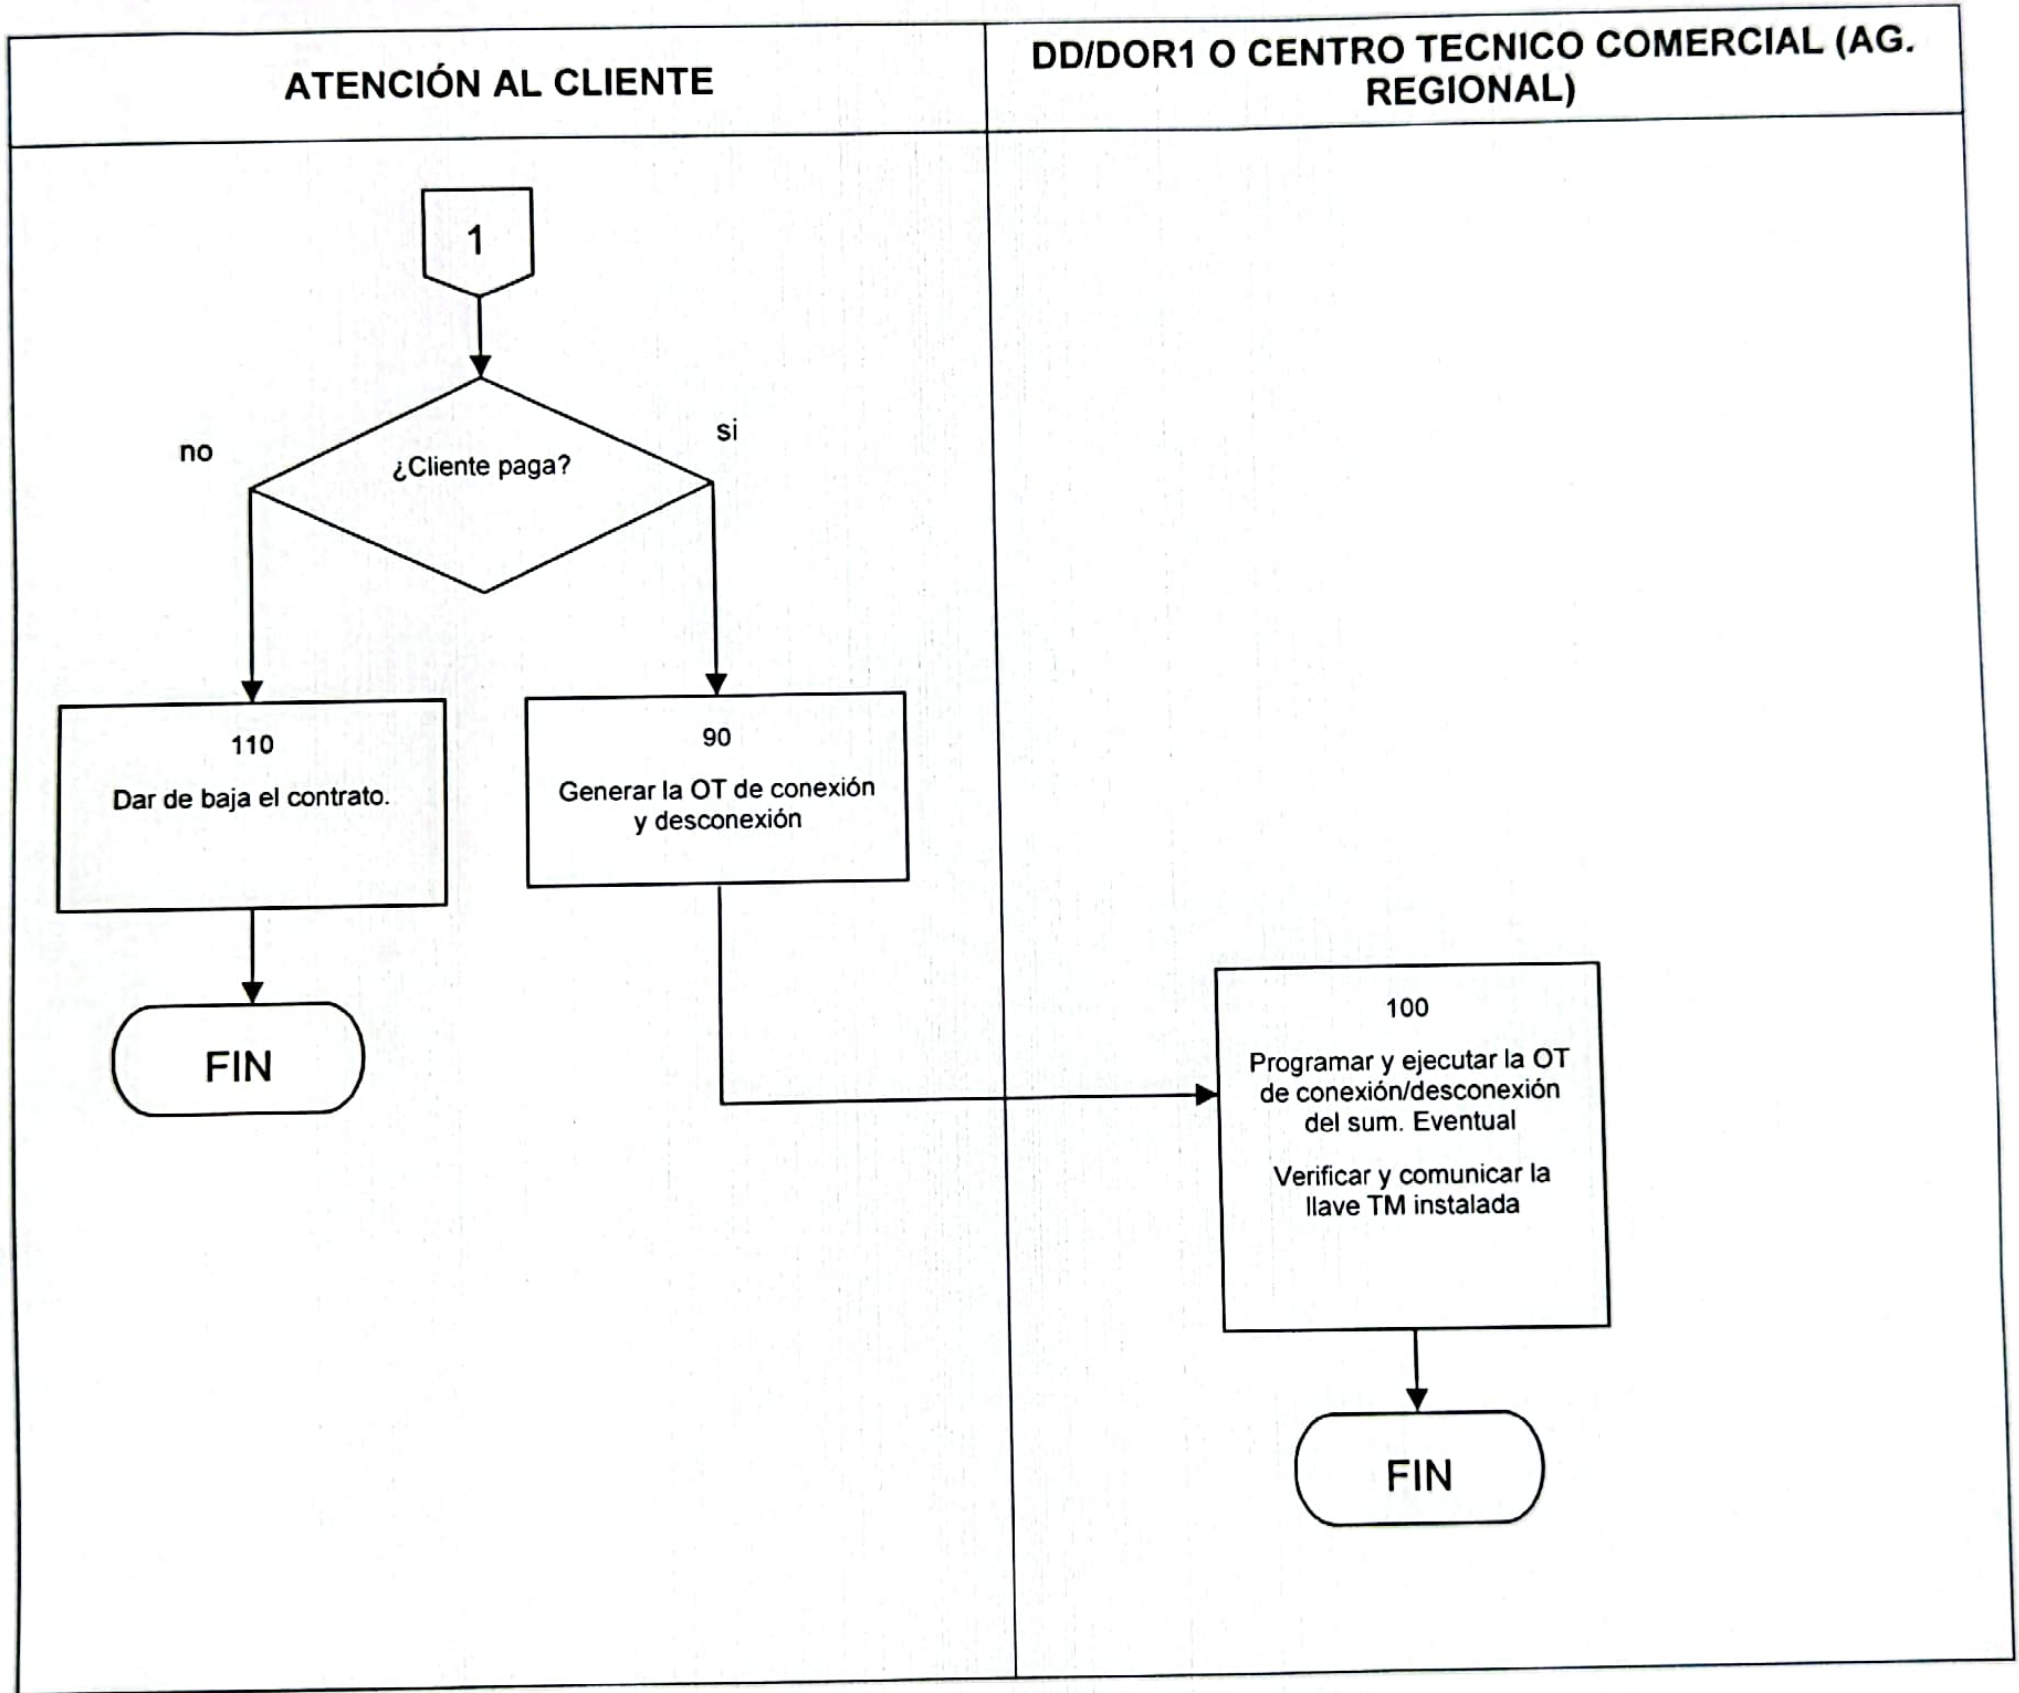 ATENCIÓN AL CLIENTE
DD/DOR1 O CENTRO TECNICO COMERCIAL (AG.
REGIONAL)
1
no
si
¿Cliente paga?
110
Dar de baja el contrato.
90
Generar la OT de conexión
y desconexión
FIN
100
Programar y ejecutar la OT
de conexión/desconexión
del sum. Eventual
Verificar y comunicar la
llave TM instalada
FIN